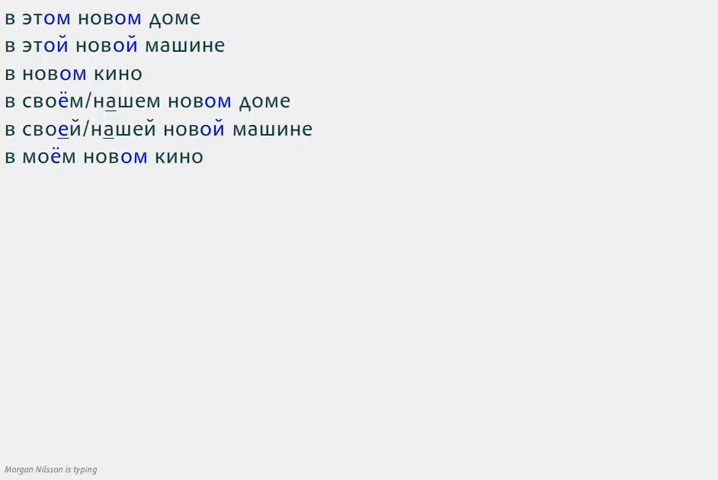 в этом новом доме
в этой новой машине
в новом кино
в своём/нашем новом доме
в своей/нашей новой машине
в моём новом кино
Morgan Nilsson is typing